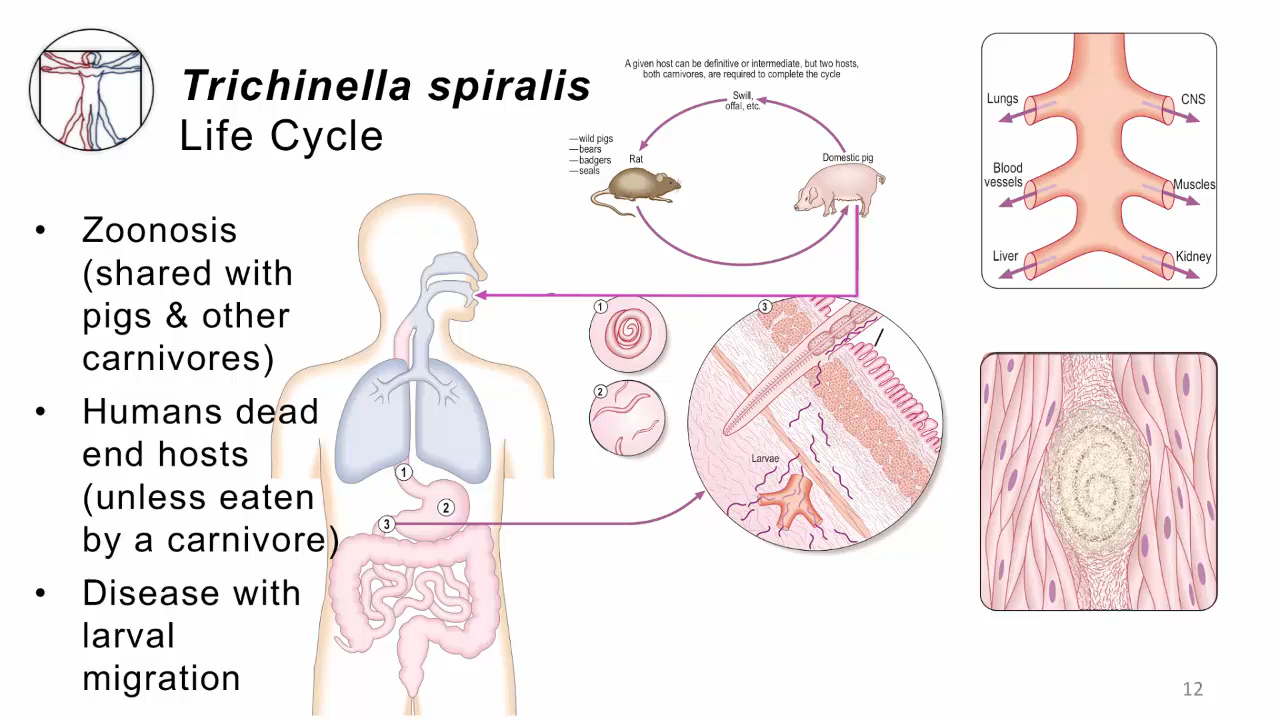 Trichinella spiralis
Life Cycle
• Zoonosis
(shared with
pigs & other
carnivores)
• Humans dead
end hosts
(unless eaten
by a carnivore)
• Disease with
larval
migration
A given host can be definitive or intermediate, but two hosts,
both carnivores, are required to complete the cycle
Swill,
offal, etc.
—wild pigs
—bears
—badgers
—seals
Rat
Domestic pig
1
2
3
Larvae
1
2
3
Lungs
CNS
Blood
vessels
Muscles
Liver
Kidney
12